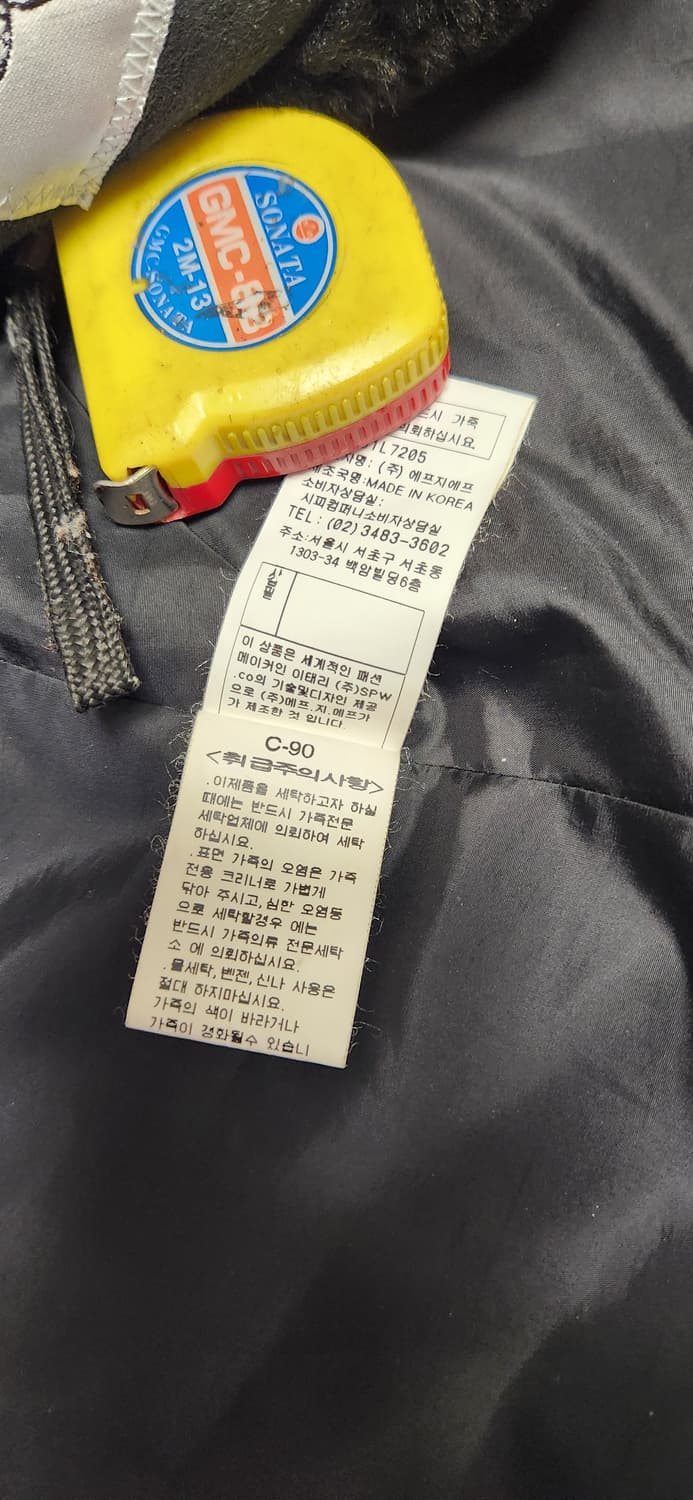 SONATA
GMC-8
2M-13
GMC-SONATA
가죽
의뢰하십시요.
1L7205
(주) 에프지에프
제조국명:MADE IN KOREA
소비자상담실:
시피컴퍼니소비자상담실
TEL : (02) 3483-3602
주소:서울시 서초구 서초동
1303-34 백암빌딩6층
이 상품은 세계적인 패션
메이커인 이태리 (주)SPW
.co의 기술및디자인 제공
으로 (주)에프.지.에프가
가 제조한 것 입니다.
C-90
<취급주의사항>
.이제품을 세탁하고자 하실
때에는 반드시 가죽전문
세탁업체에 의뢰하여 세탁
하십시요.
.표면 가죽의 오염은 가죽
전용 크리너로 가볍게
닦아 주시고,심한 오염등
으로 세탁할경우 에는
반드시 가죽의류 전문세탁
소 에 의뢰하십시요.
.물세탁,벤젠,신나 사용은
절대 하지마십시요.
가죽의 색이 바라거나
가죽이 경화될수 있습니